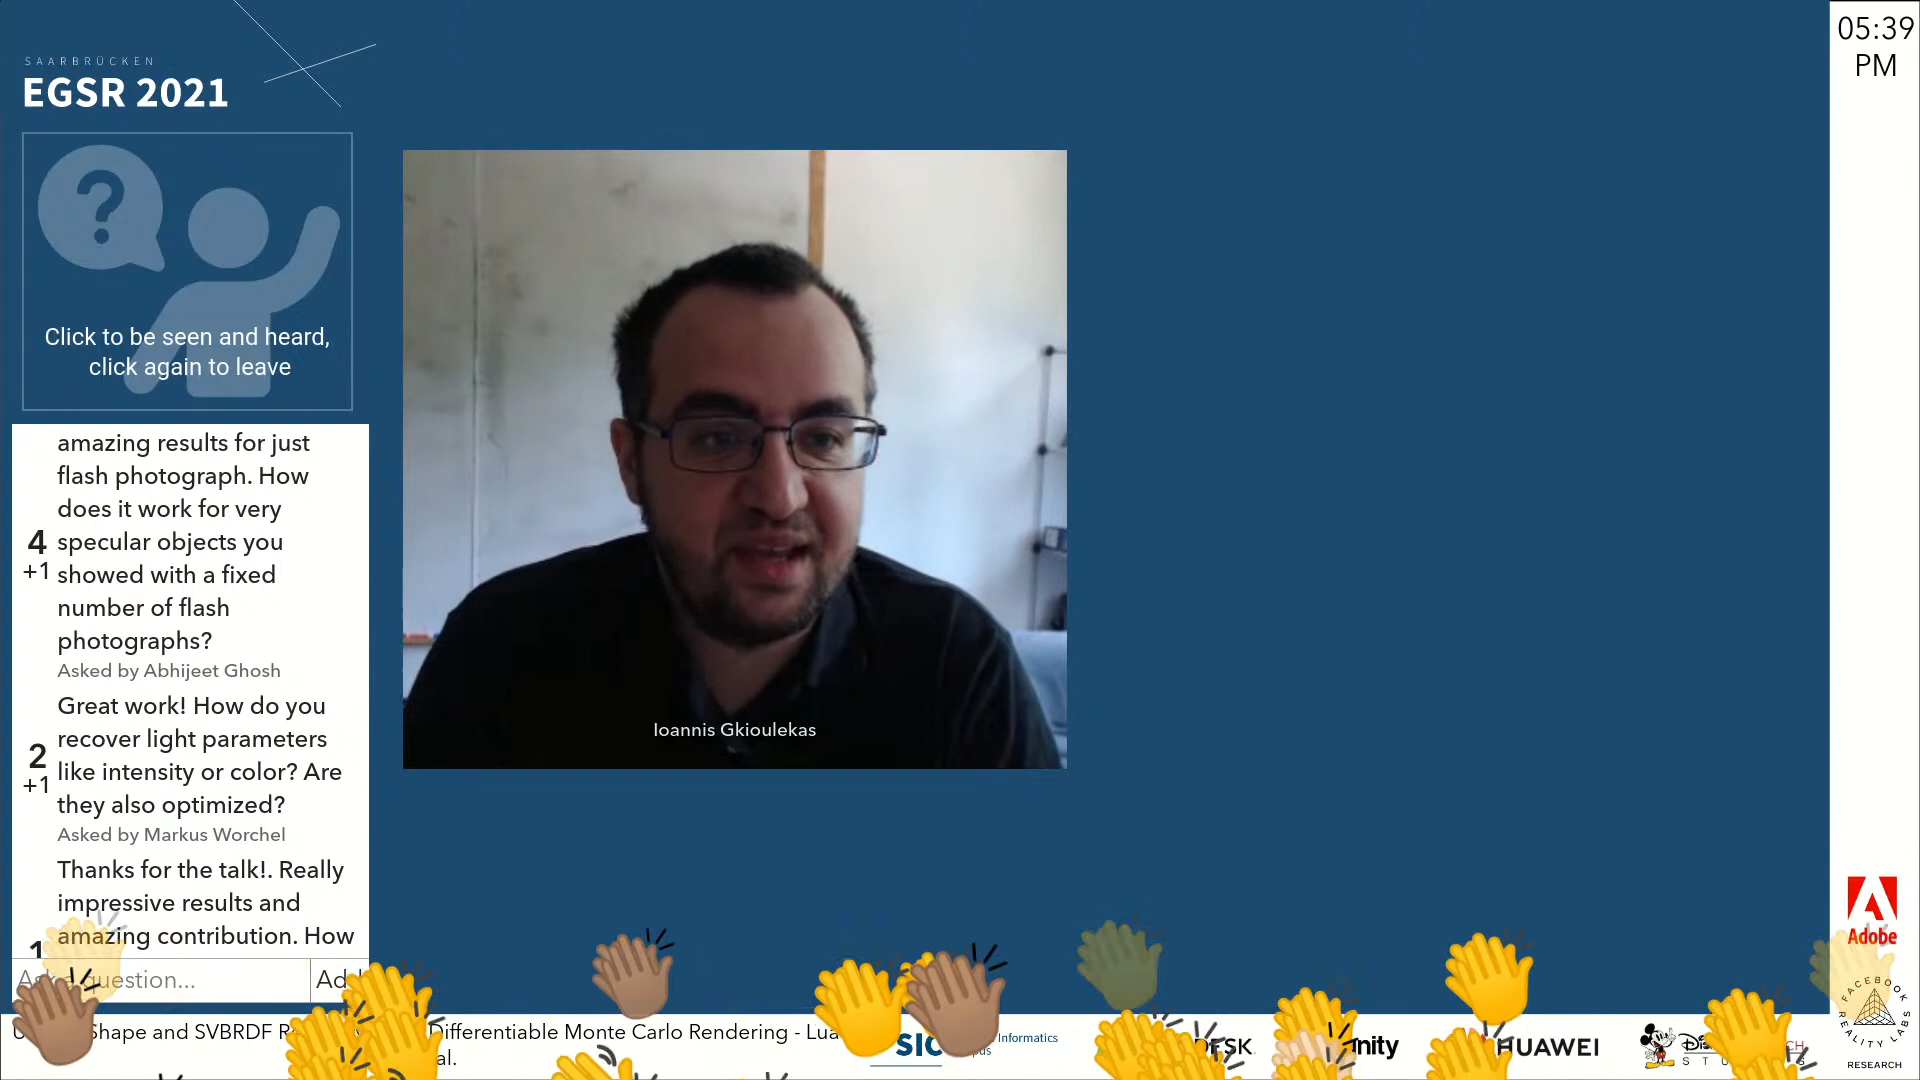 SAARBRÜCKEN
EGSR 2021
Click to be seen and heard,
click again to leave
amazing results for just
flash photograph. How
does it work for very
4 specular objects you
+1 showed with a fixed
number of flash
photographs?
Asked by Abhijeet Ghosh
Great work! How do you
recover light parameters
2 like intensity or color? Are
+1 they also optimized?
Asked by Markus Worchel
Thanks for the talk!. Really
impressive results and
1 amazing contribution. How
question...
Ioannis Gkioulekas
Shape and SVBRDF Differentiable Monte Carlo Rendering -
al.
SIC Informatics
HUAWEI
05:39
PM
Adobe
FACEBOOK
REALITY LABS
RESEARCH